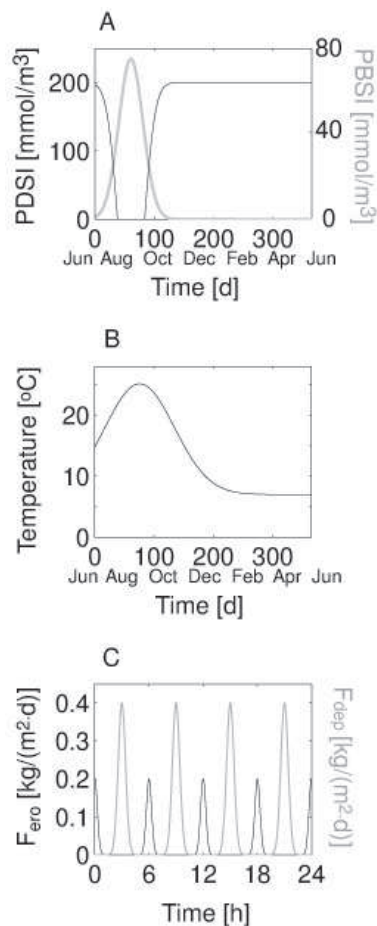 A
PDSI [mmol/m3]
200
100
0
80
60
40
0
PBSI [mmol/m3]
0 100 200 300
Jun Aug Oct Dec Feb Apr Jun
Time [d]
B
Temperature [oC]
20
10
0
0 100 200 300
Jun Aug Oct Dec Feb Apr Jun
Time [d]
C
Fero [kg/(m2·d)]
0.4
0.3
0.2
0.1
0
Fdep [kg/(m2·d)]
0 6 12 18 24
Time [h]